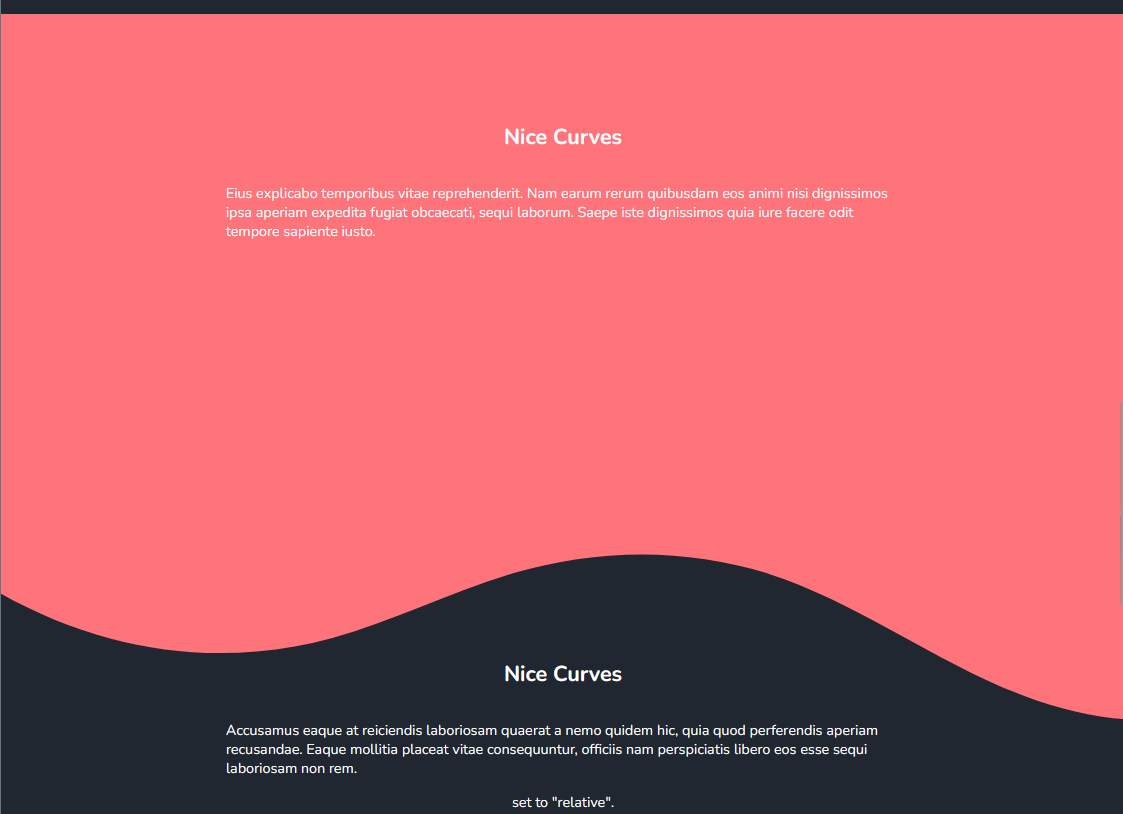 Nice Curves
Eius explicabo temporibus vitae reprehenderit. Nam earum rerum quibusdam eos animi nisi dignissimos
ipsa aperiam expedita fugiat obcaecati, sequi laborum. Saepe iste dignissimos quia iure facere odit
tempore sapiente iusto.
Nice Curves
Accusamus eaque at reiciendis laboriosam quaerat a nemo quidem hic, quia quod perferendis aperiam
recusandae. Eaque mollitia placeat vitae consequuntur, officiis nam perspiciatis libero eos esse sequi
laboriosam non rem.
set to "relative".